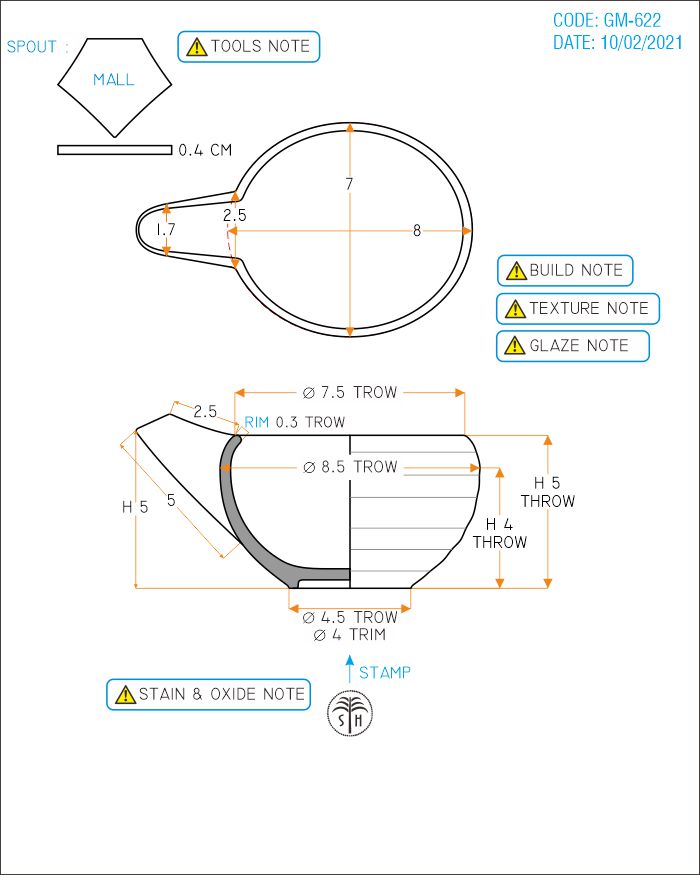 CODE: GM-622
DATE: 10/02/2021
SPOUT :
MALL
TOOLS NOTE
0.4 CM
7
2.5
1.7
8
BUILD NOTE
TEXTURE NOTE
GLAZE NOTE
Ø 7.5 TROW
2.5
RIM 0.3 TROW
Ø 8.5 TROW
H 5
THROW
5
H 5
H 4
THROW
Ø 4.5 TROW
Ø 4 TRIM
STAMP
STAIN & OXIDE NOTE
S H